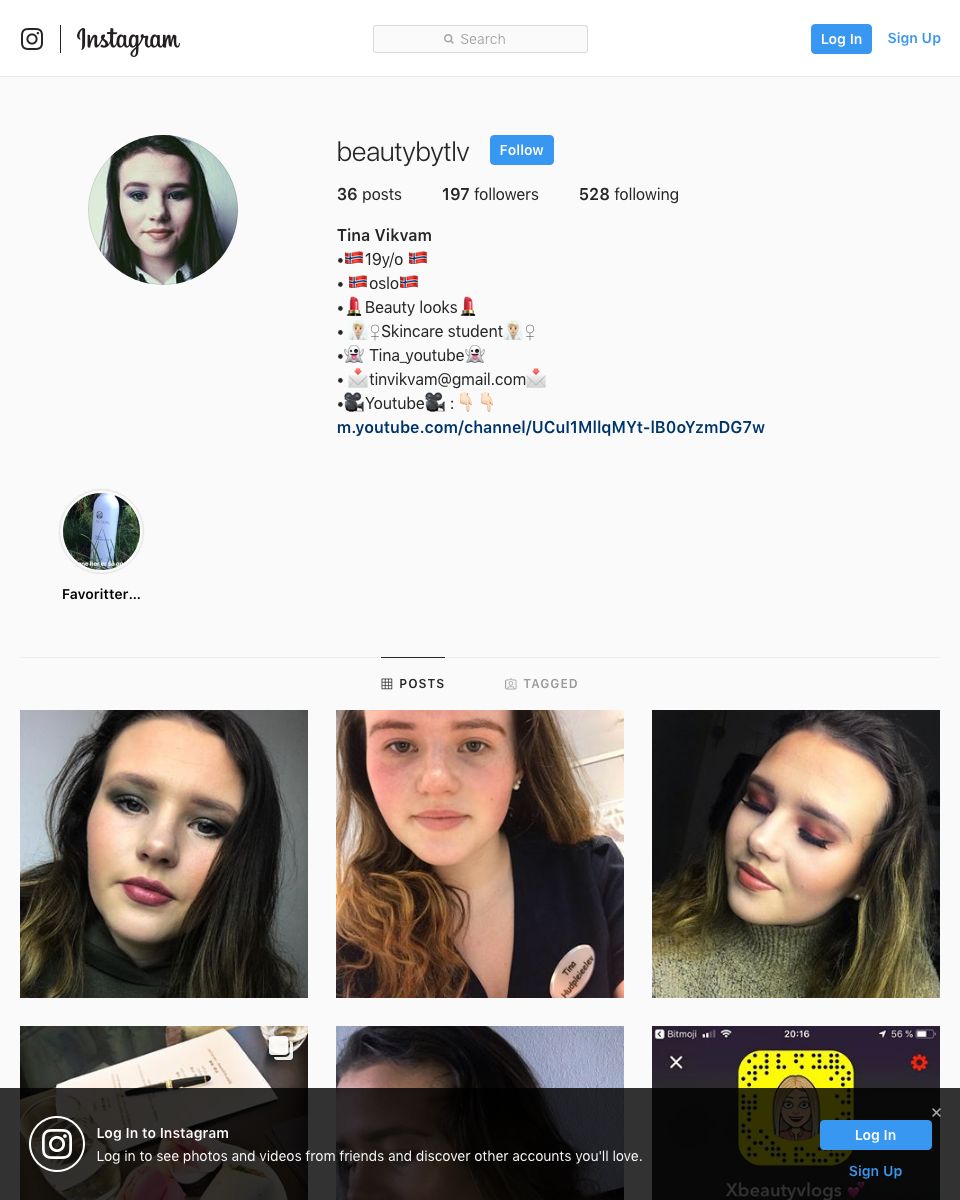 Instagram
Search
Log In
Sign Up
beautybytlv
Follow
36 posts
197 followers
528 following
Tina Vikvam
•🇳🇴19y/o 🇳🇴
• 🇳🇴oslo🇳🇴
•💄Beauty looks💄
• 👩🏼‍⚕️♀Skincare student👩🏼‍⚕️♀
•👻 Tina_youtube👻
• 📩tinvikvam@gmail.com📩
•🎥Youtube🎥 : 👇🏻 👇🏻
m.youtube.com/channel/UCuI1MllqMYt-lB0oYzmDG7w
Favoritter...
POSTS
TAGGED
Tina
Hudpleieelev
Bitmoji
20:16
56 %
Log In to Instagram
Log in to see photos and videos from friends and discover other accounts you'll love.
Log In
Sign Up
Xbeautyvlogs 💕